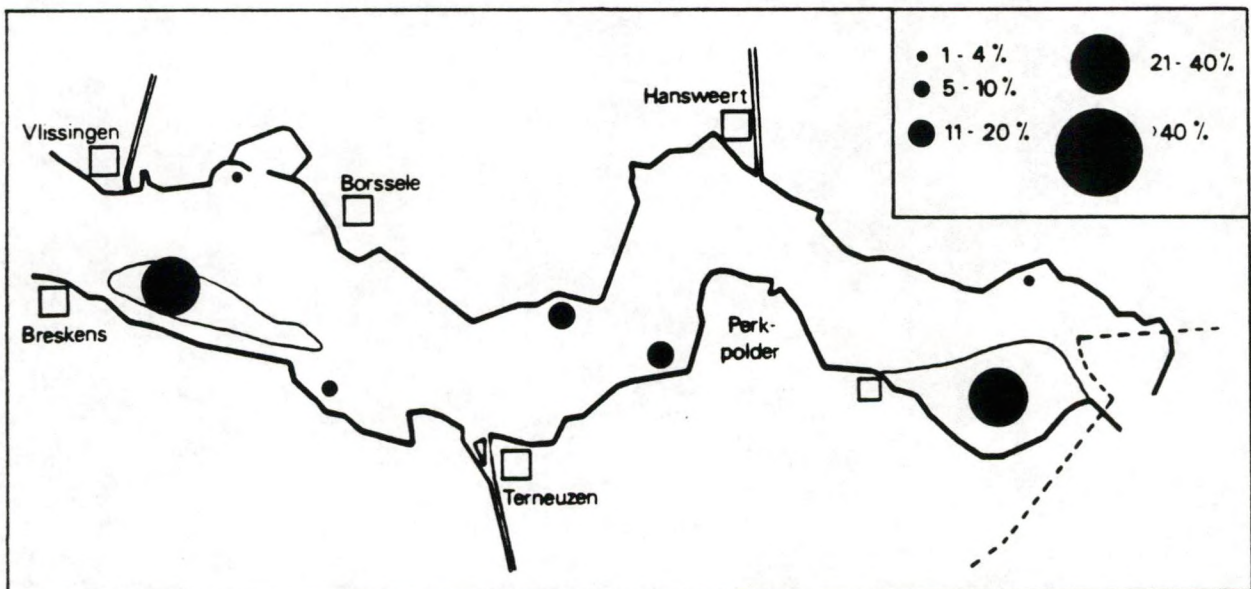 Vlissingen
Breskens
Borssele
Hansweert
Terneuzen
Perk-
polder
1 - 4 %
5 - 10 %
11 - 20 %
21 - 40 %
>40 %